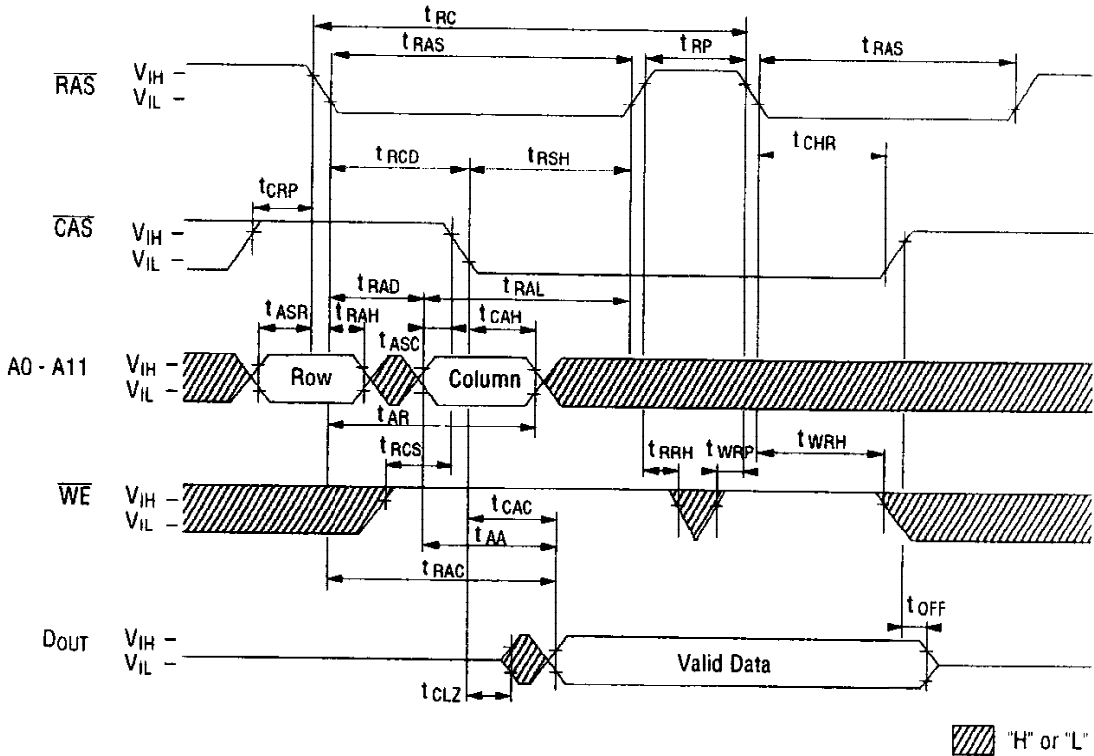 tRC
tRAS tRP tRAS
RAS VIH –
VIL –
tRCD tRSH tCHR
tCRP
CAS VIH –
VIL –
tRAD tRAL
tASR tRAH tASC tCAH
A0 - A11 VIH –
VIL –
Row Column
tAR
tRCS tRRH tWRP tWRH
WE VIH –
VIL –
tCAC
tAA
tRAC
tOFF
DOUT VIH –
VIL –
Valid Data
tCLZ
"H" or "L"